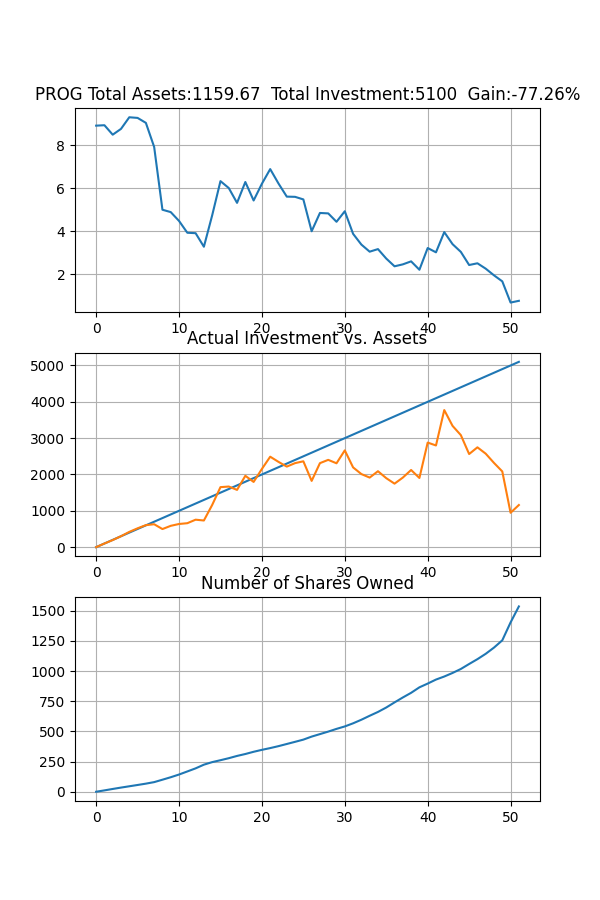 PROG Total Assets:1159.67  Total Investment:5100  Gain:-77.26%
8
6
4
2
0 10 20 30 40 50
Actual Investment vs. Assets
5000
4000
3000
2000
1000
0
0 10 20 30 40 50
Number of Shares Owned
1500
1250
1000
750
500
250
0
0 10 20 30 40 50